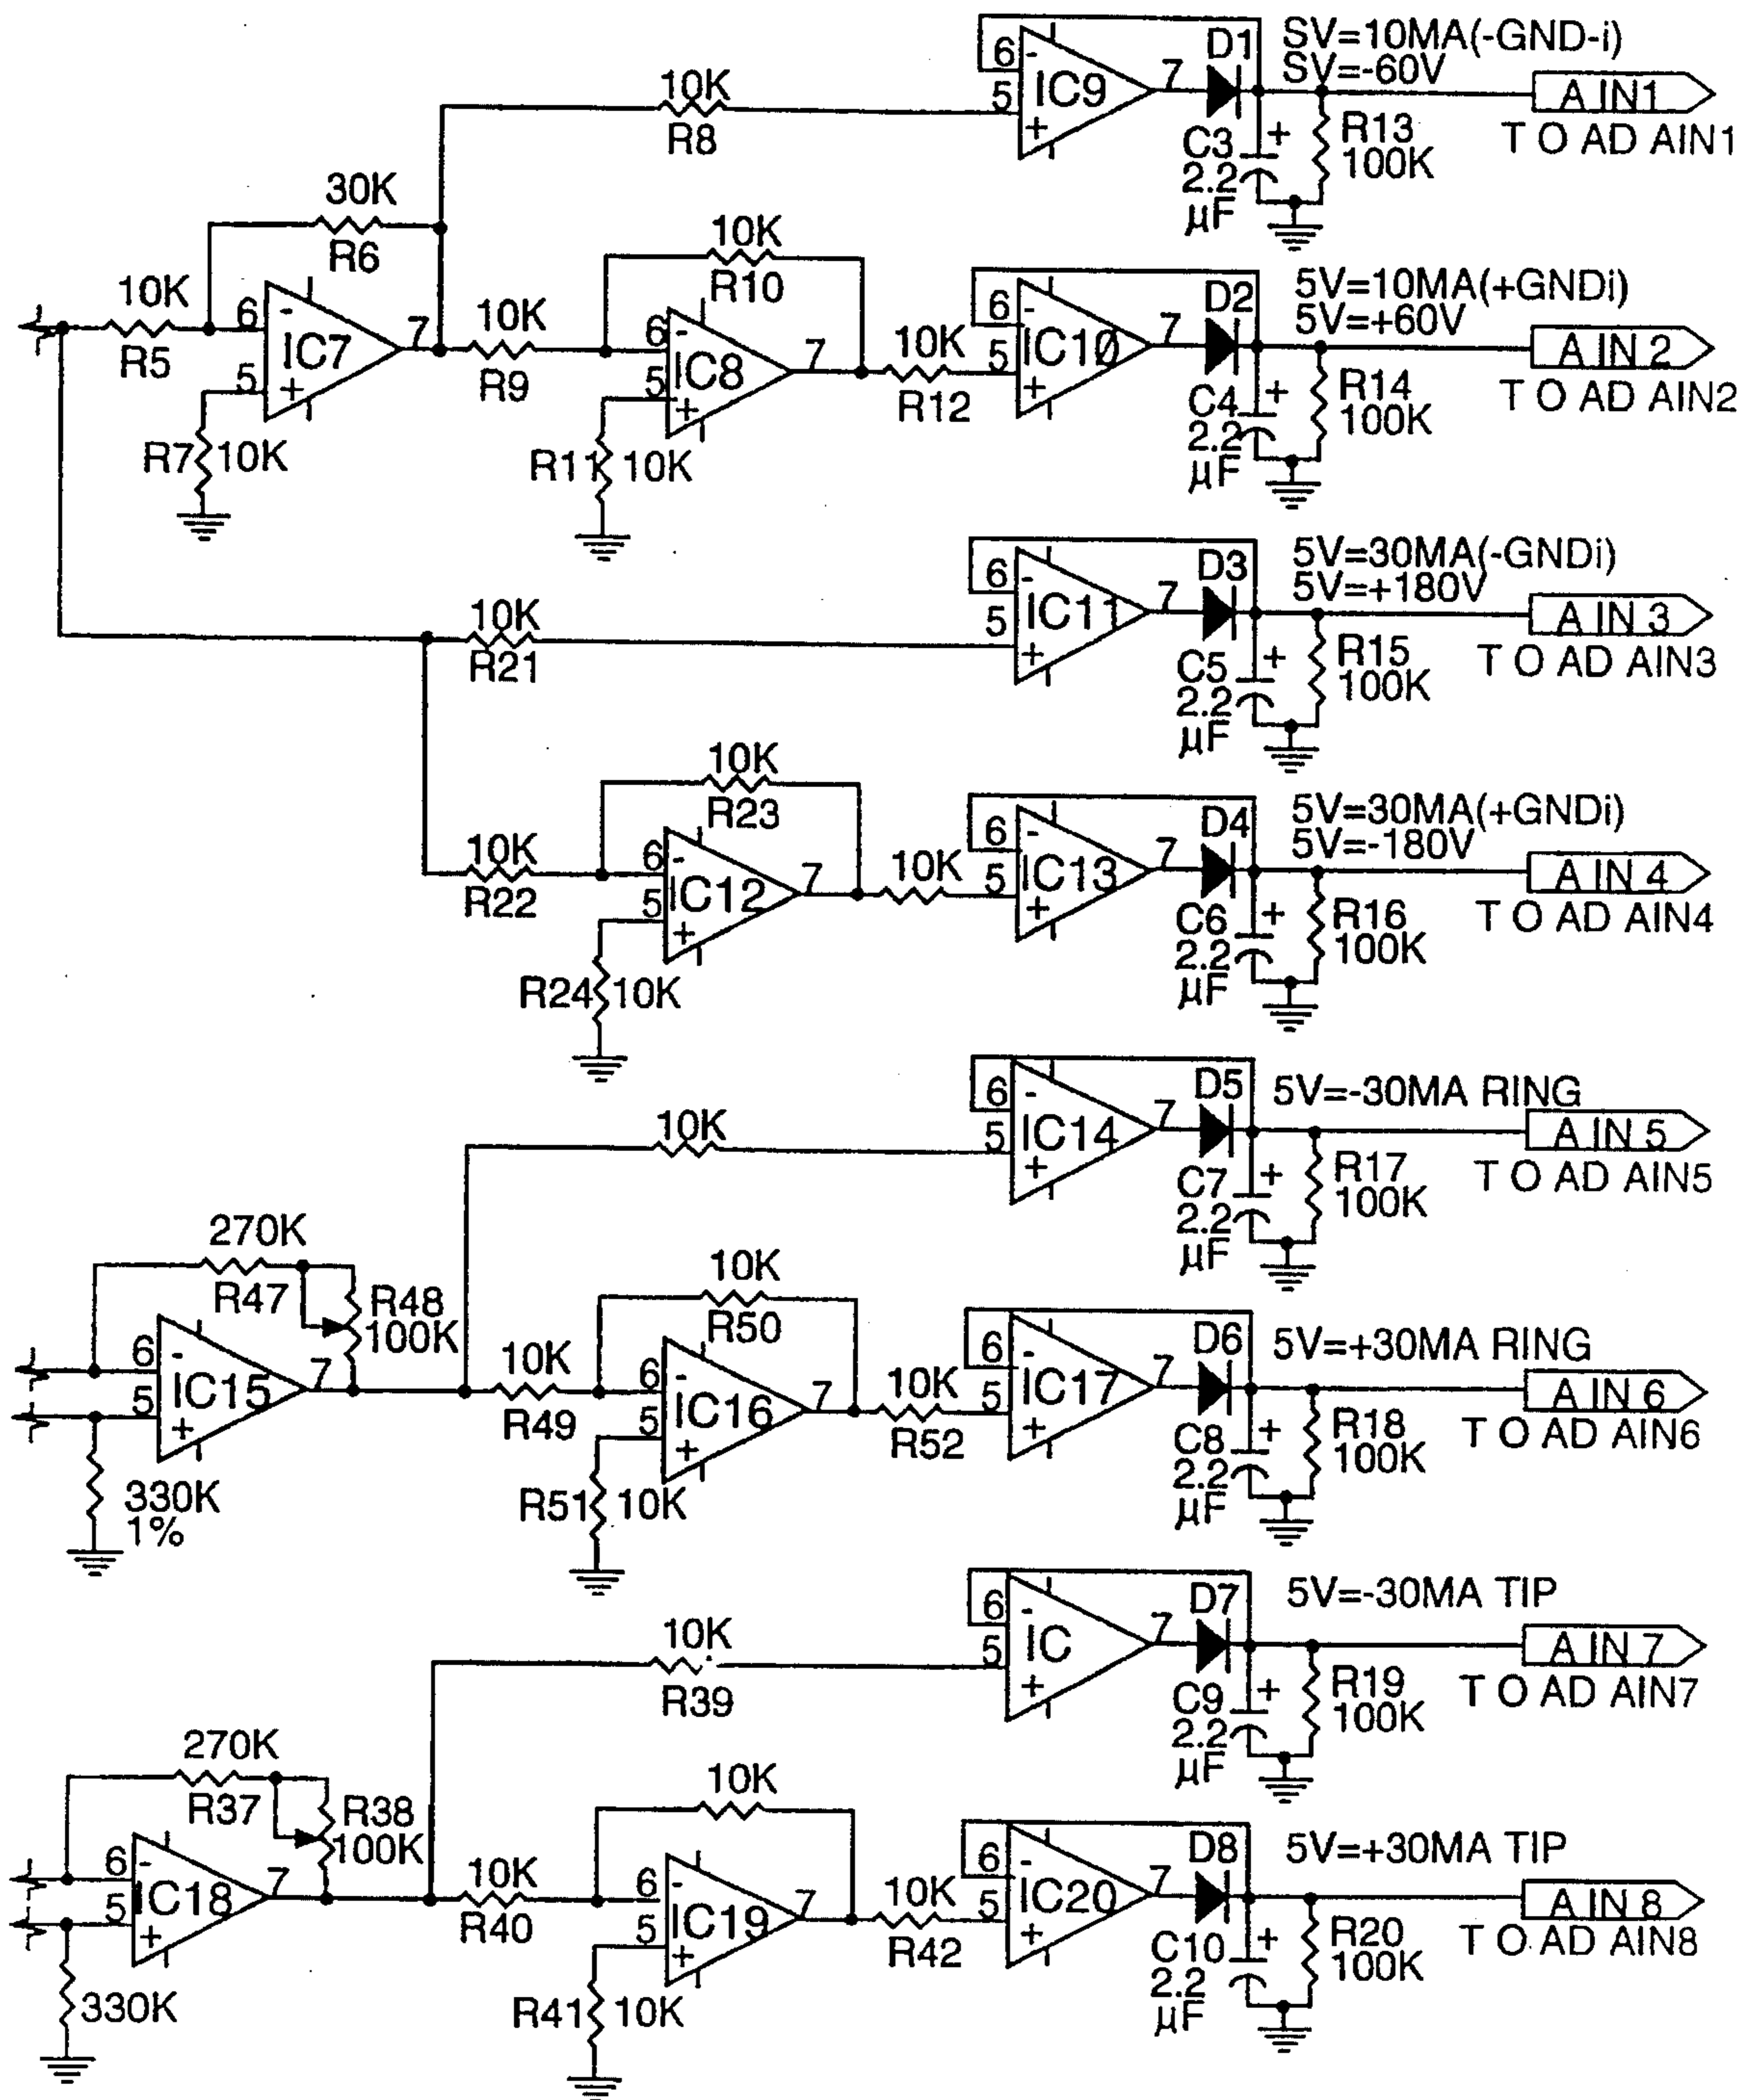 10K
R8
6
-
5
+
IC9
7
D1
SV=10MA(-GND-i)
SV=-60V
A IN1
TO AD AIN1
C3
2.2
µF
+
R13
100K
30K
R6
10K
R5
6
-
5
+
IC7
7
R7
10K
10K
R9
10K
R10
6
-
5
+
IC8
7
R11
10K
10K
R12
6
-
5
+
IC10
7
D2
5V=10MA(+GNDi)
5V=+60V
A IN 2
TO AD AIN2
C4
2.2
µF
+
R14
100K
10K
R21
6
-
5
+
IC11
7
D3
5V=30MA(-GNDi)
5V=+180V
A IN 3
TO AD AIN3
C5
2.2
µF
+
R15
100K
10K
R22
10K
R23
6
-
5
+
IC12
7
R24
10K
10K
6
-
5
+
IC13
7
D4
5V=30MA(+GNDi)
5V=-180V
A IN 4
TO AD AIN4
C6
2.2
µF
+
R16
100K
10K
6
-
5
+
IC14
7
D5
5V=-30MA RING
A IN 5
TO AD AIN5
C7
2.2
µF
+
R17
100K
270K
R47
R48
100K
6
-
5
+
IC15
7
330K
1%
10K
R49
10K
R50
6
-
5
+
IC16
7
R51
10K
10K
R52
6
-
5
+
IC17
7
D6
5V=+30MA RING
A IN 6
TO AD AIN6
C8
2.2
µF
+
R18
100K
10K
R39
6
-
5
+
IC
7
D7
5V=-30MA TIP
A IN 7
TO AD AIN7
C9
2.2
µF
+
R19
100K
270K
R37
R38
100K
6
-
5
+
IC18
7
330K
10K
R40
10K
6
-
5
+
IC19
7
R41
10K
10K
R42
6
-
5
+
IC20
7
D8
5V=+30MA TIP
A IN 8
TO AD AIN8
C10
2.2
µF
+
R20
100K